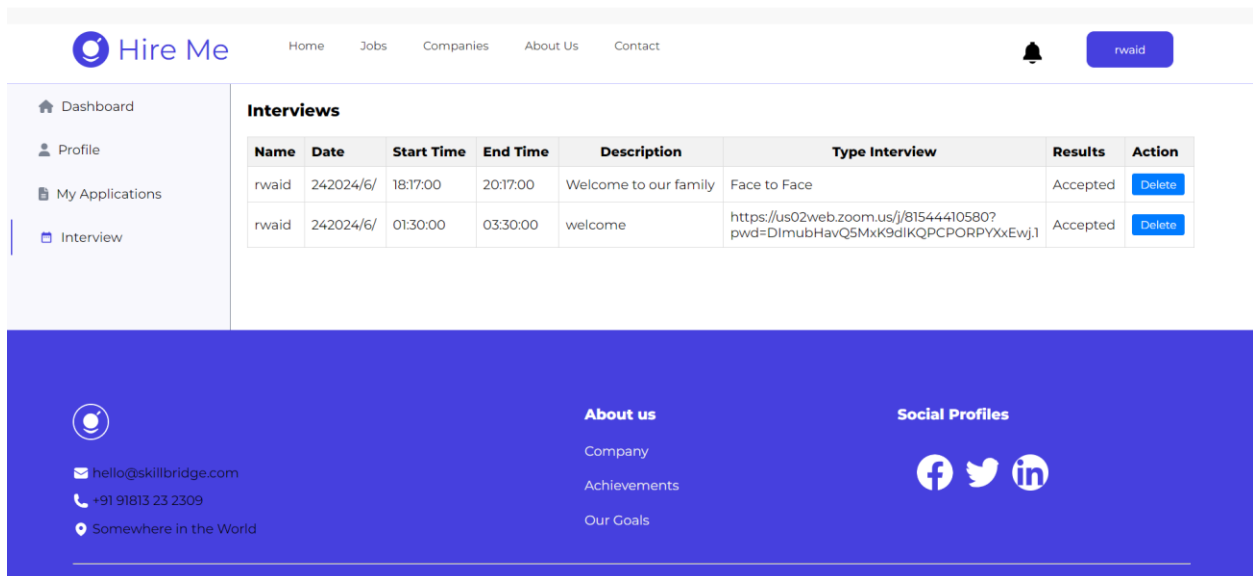 Hire Me
Home Jobs Companies About Us Contact
rwaid
Dashboard
Profile
My Applications
Interview
Interviews
Name Date Start Time End Time Description Type Interview Results Action
rwaid 242024/6/ 18:17:00 20:17:00 Welcome to our family Face to Face Accepted Delete
rwaid 242024/6/ 01:30:00 03:30:00 welcome https://us02web.zoom.us/j/81544410580?
pwd=DImubHavQ5MxK9dlKQPCPORPYXxEwj.1 Accepted Delete
hello@skillbridge.com
+91 91813 23 2309
Somewhere in the World
About us
Company
Achievements
Our Goals
Social Profiles